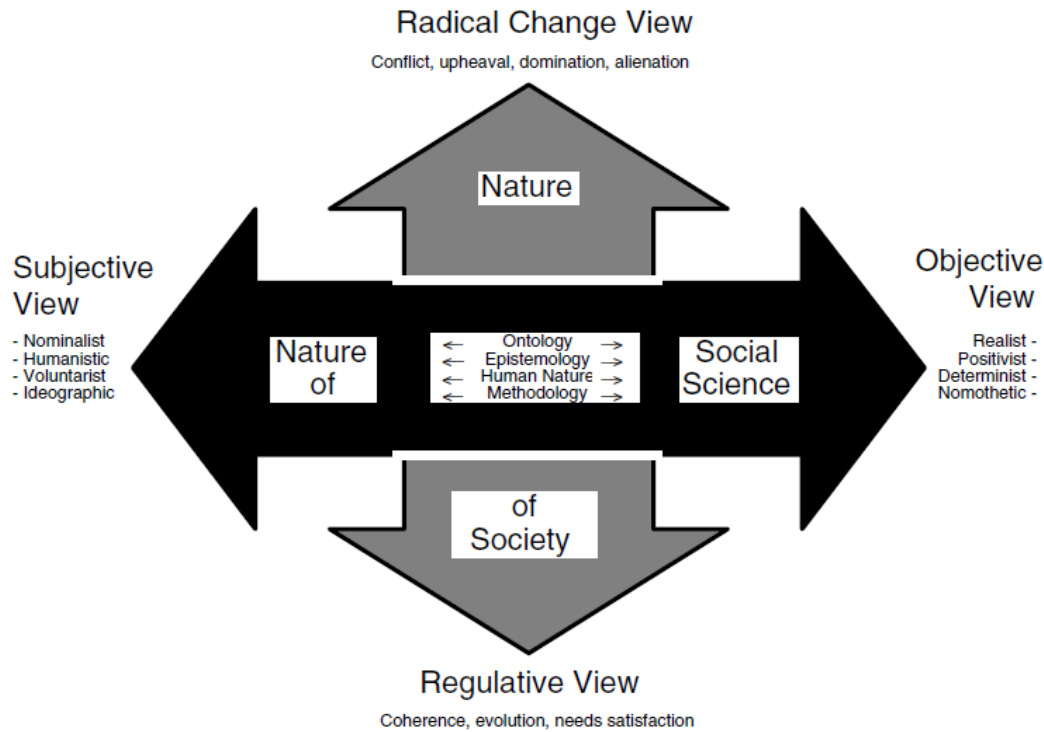 Radical Change View
Conflict, upheaval, domination, alienation
Nature
Subjective
View
- Nominalist
- Humanistic
- Voluntarist
- Ideographic
Nature
of
← Ontology →
← Epistemology →
← Human Nature →
← Methodology →
Social
Science
Objective
View
Realist -
Positivist -
Determinist -
Nomothetic -
of
Society
Regulative View
Coherence, evolution, needs satisfaction